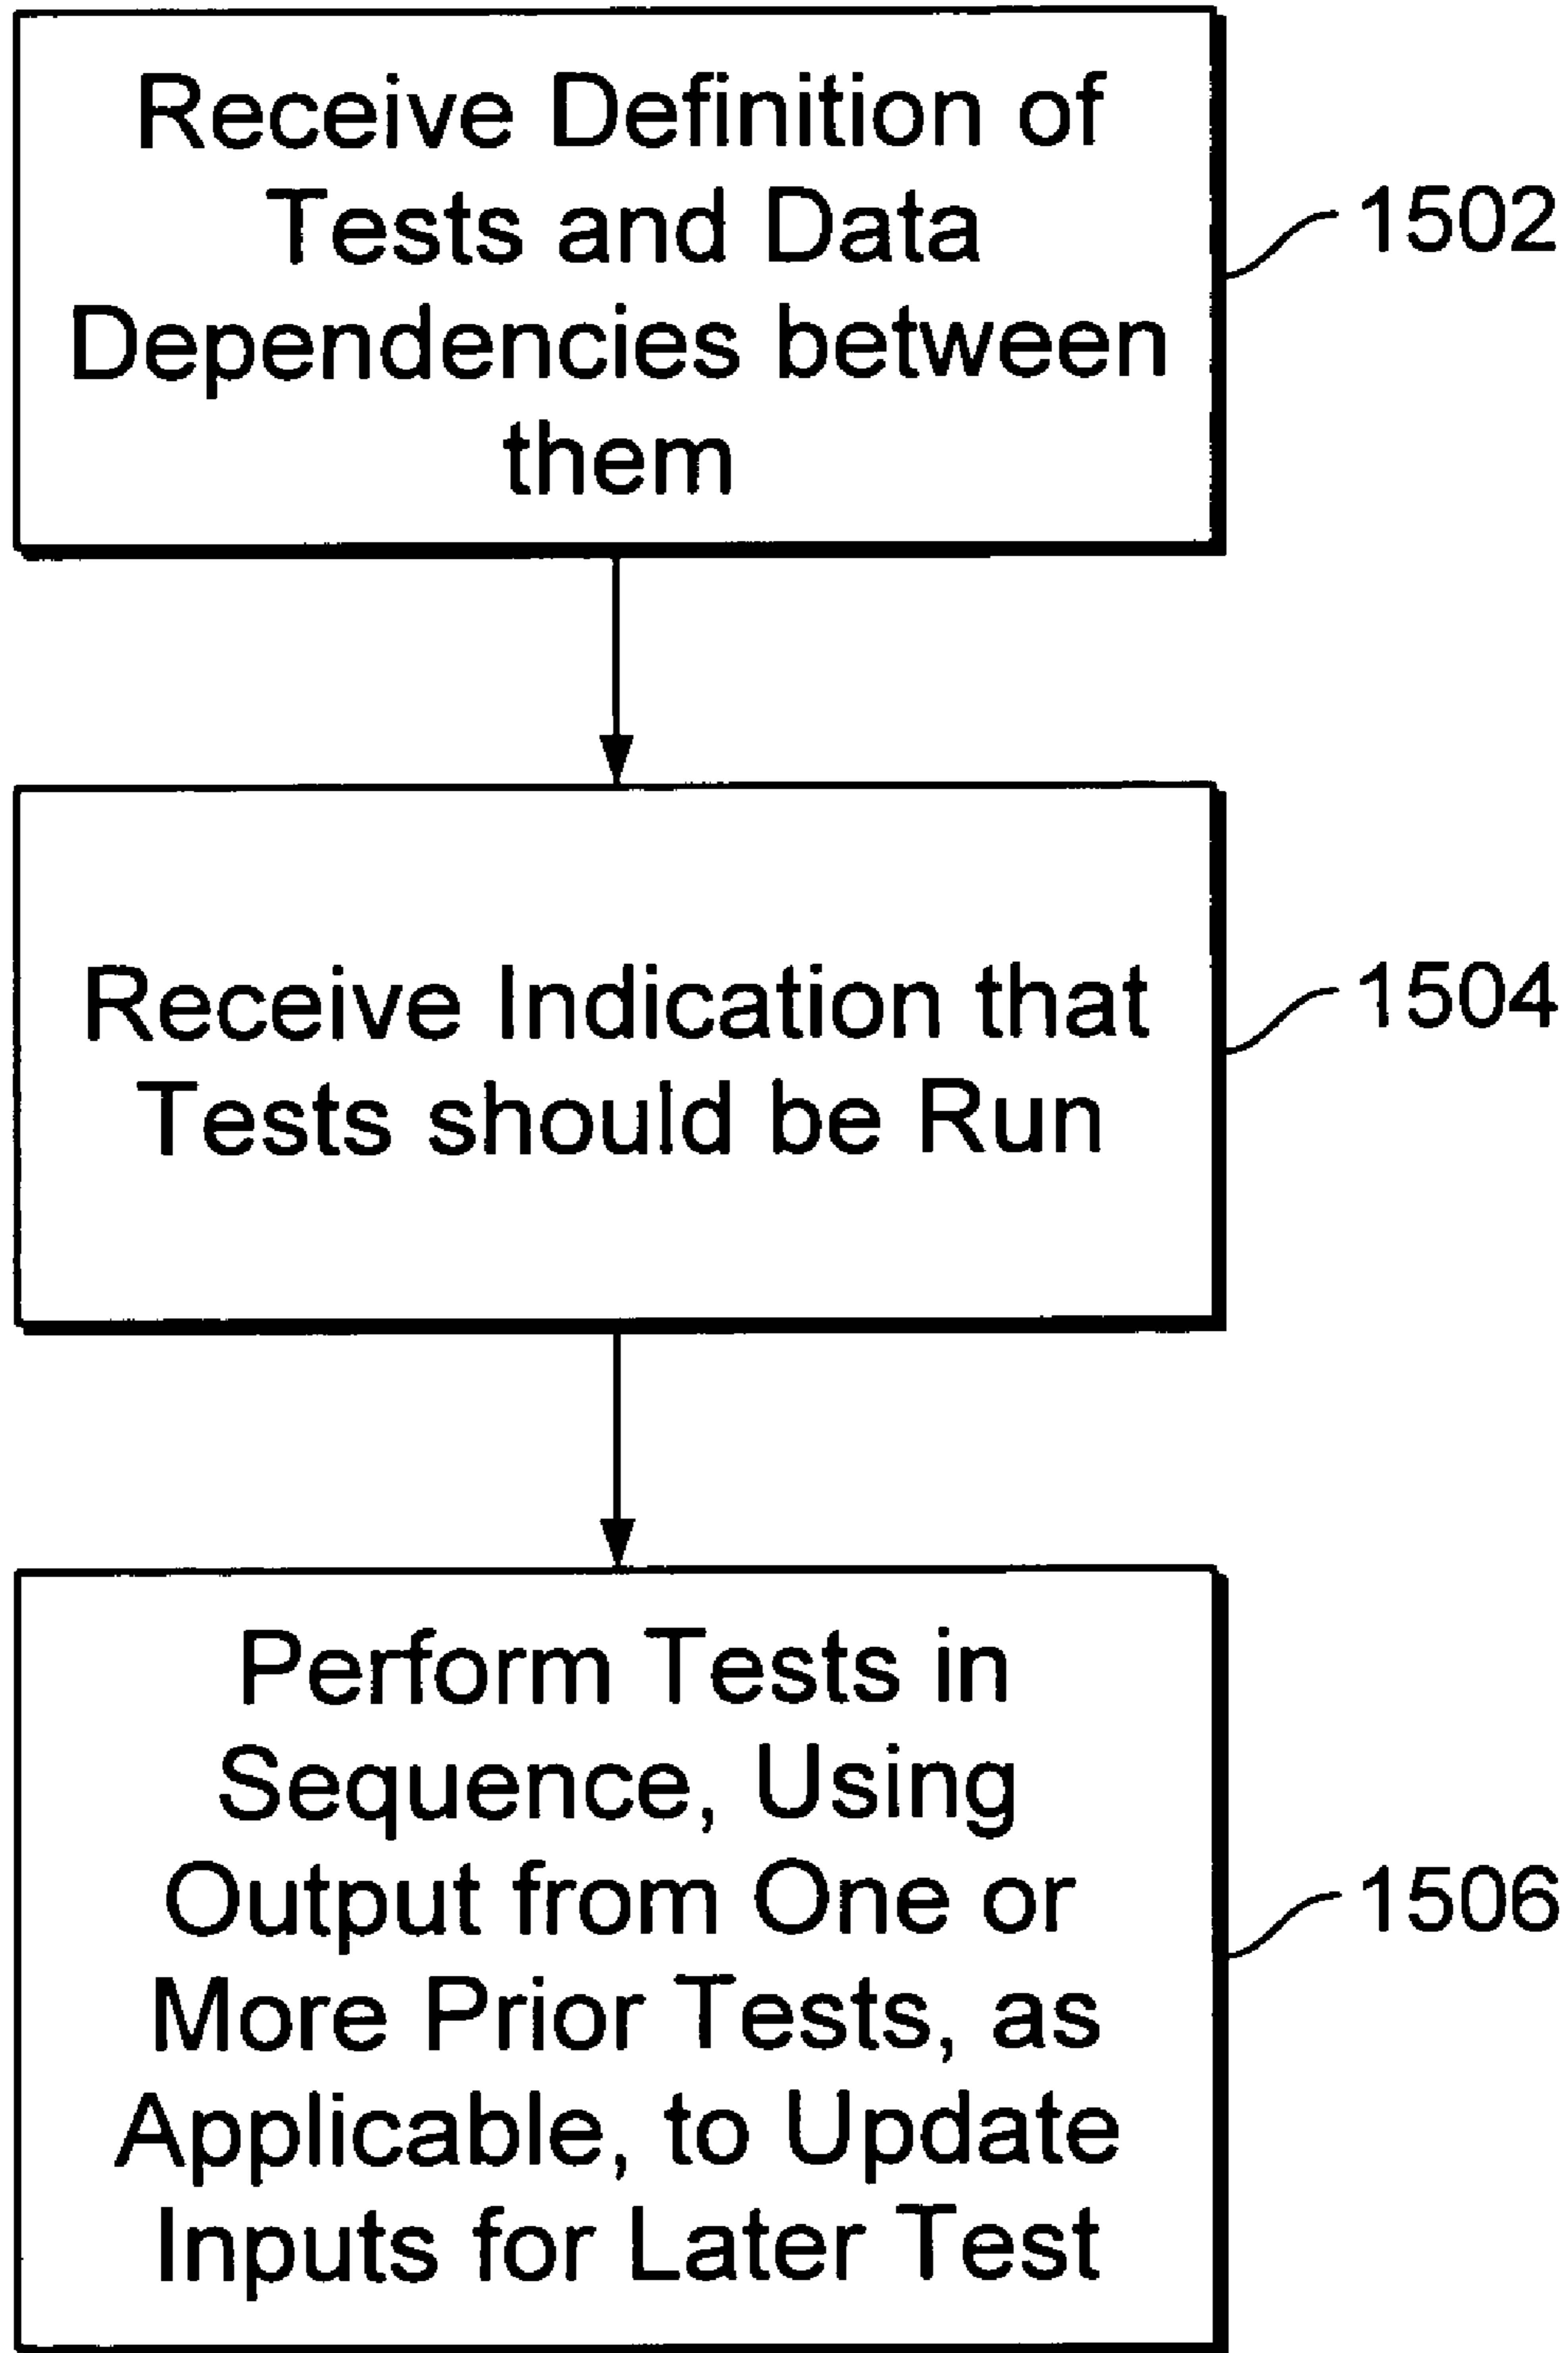 Receive Definition of
Tests and Data
Dependencies between
them
1502
Receive Indication that
Tests should be Run
1504
Perform Tests in
Sequence, Using
Output from One or
More Prior Tests, as
Applicable, to Update
Inputs for Later Test
1506